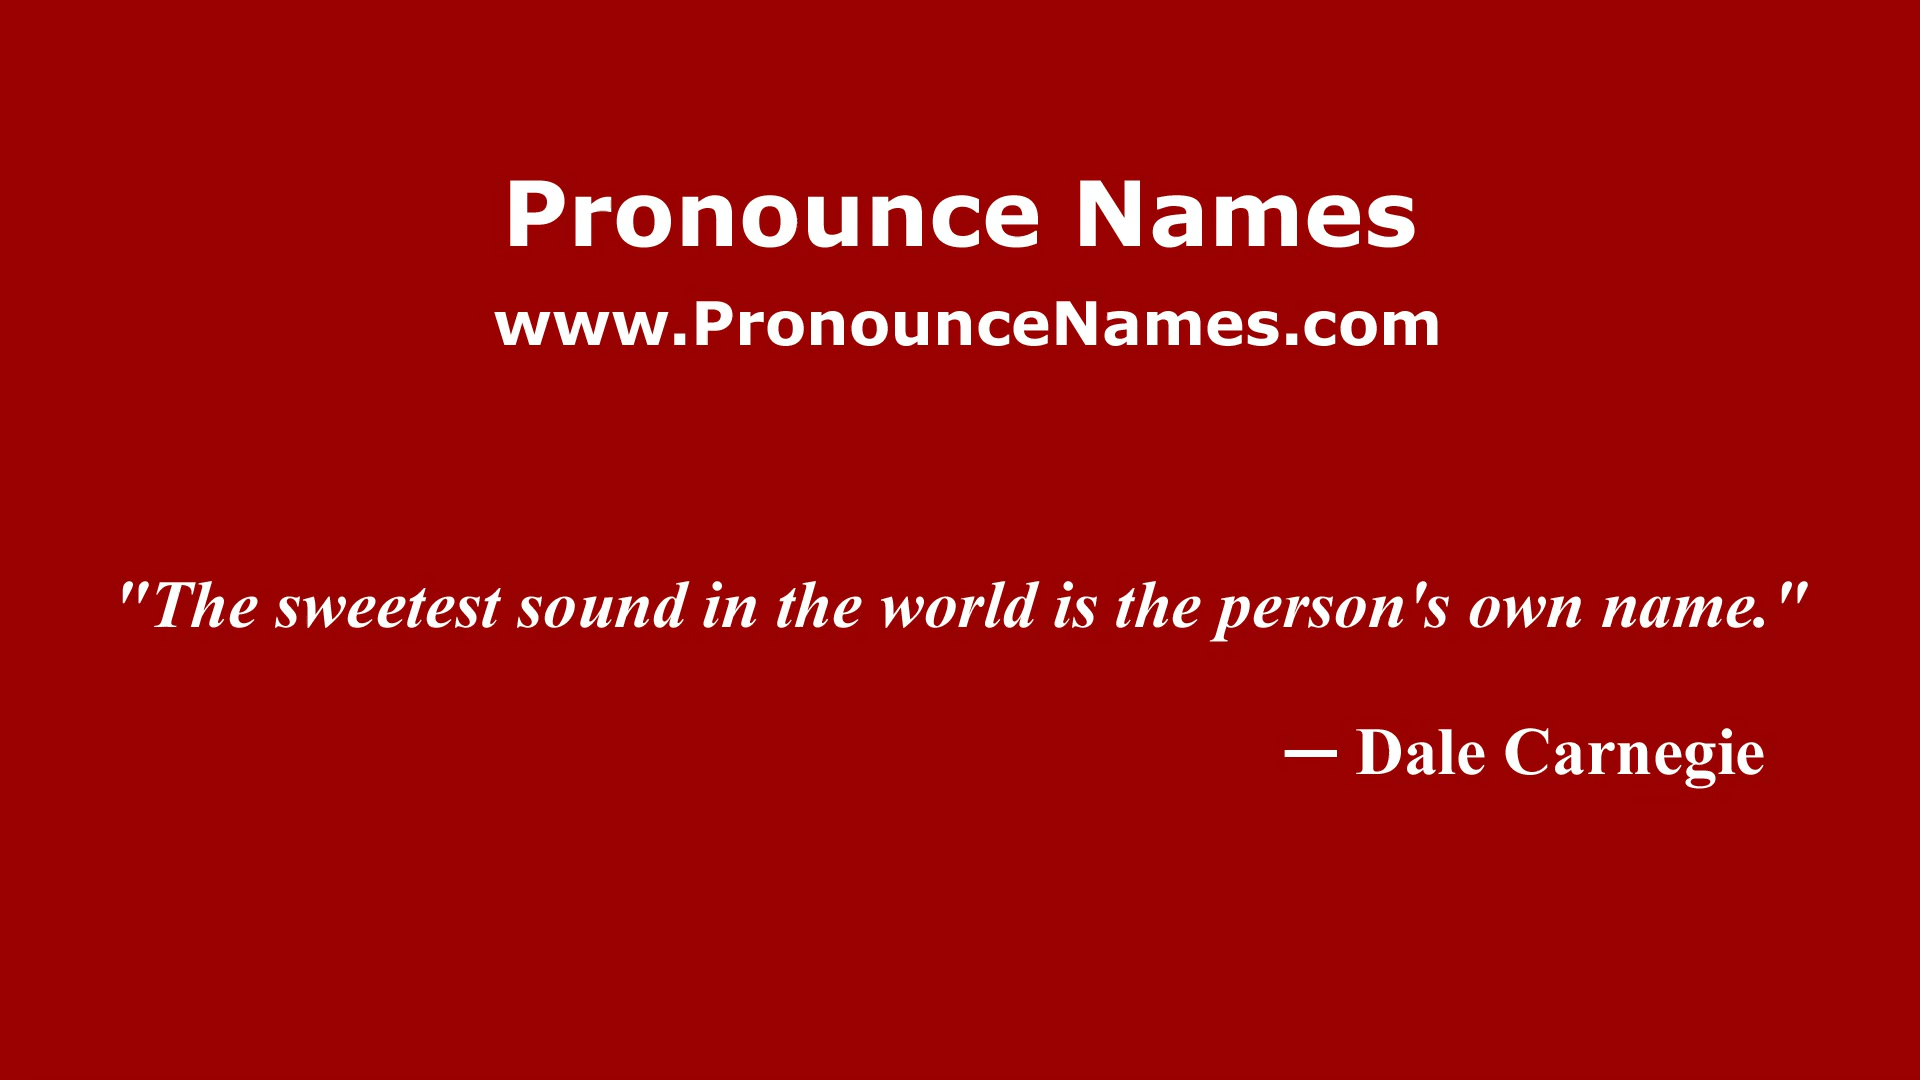 Pronounce Names
www.PronounceNames.com
"The sweetest sound in the world is the person's own name."
— Dale Carnegie